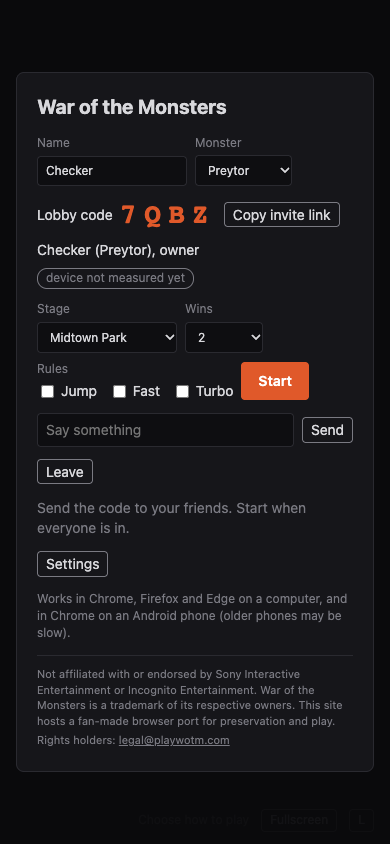 War of the Monsters
Name Monster
Checker Preytor
Lobby code 7 Q B Z Copy invite link
Checker (Preytor), owner
device not measured yet
Stage Wins
Midtown Park 2
Rules
Jump Fast Turbo Start
Say something Send
Leave
Send the code to your friends. Start when
everyone is in.
Settings
Works in Chrome, Firefox and Edge on a computer, and
in Chrome on an Android phone (older phones may be
slow).
Not affiliated with or endorsed by Sony Interactive
Entertainment or Incognito Entertainment. War of the
Monsters is a trademark of its respective owners. This site
hosts a fan-made browser port for preservation and play.
Rights holders: legal@playwotm.com
Choose how to play Fullscreen L